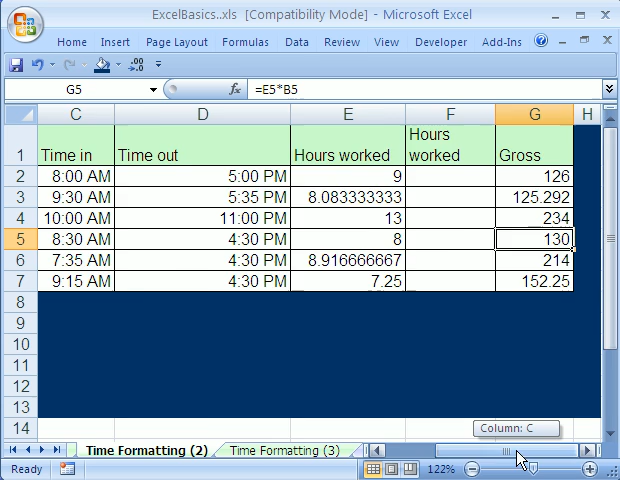 ExcelBasics..xls [Compatibility Mode] - Microsoft Excel
Home Insert Page Layout Formulas Data Review View Developer Add-Ins
G5 fx =E5*B5
C D E F G H
1 Time in Time out Hours worked Hours worked Gross
2 8:00 AM 5:00 PM 9 126
3 9:30 AM 5:35 PM 8.083333333 125.292
4 10:00 AM 11:00 PM 13 234
5 8:30 AM 4:30 PM 8 130
6 7:35 AM 4:30 PM 8.916666667 214
7 9:15 AM 4:30 PM 7.25 152.25
8
9
10
11
12
13
14
Column: C
Time Formatting (2) Time Formatting (3)
Ready 122%